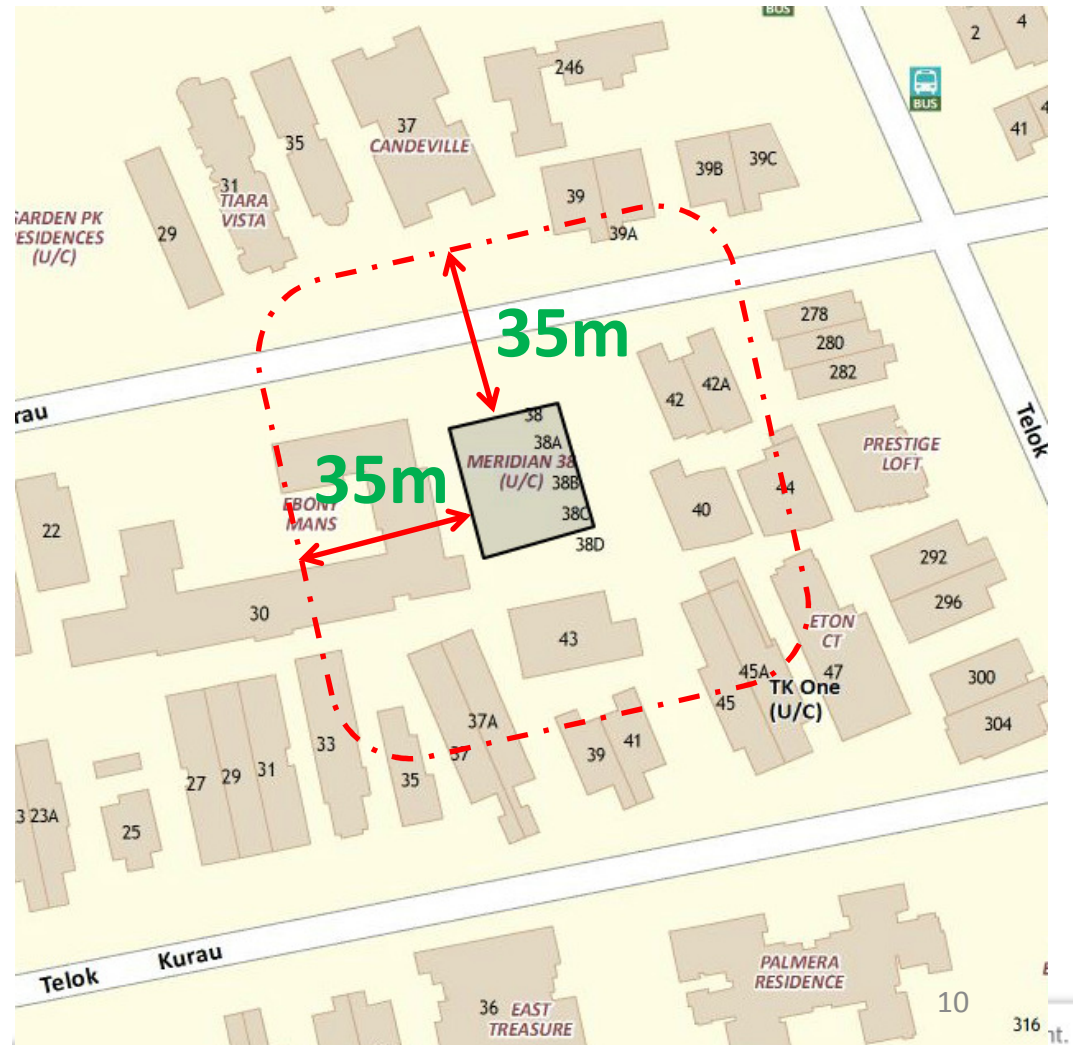 BUS
2
4
246
BUS
35
37
CANDEVILLE
41
4
39B
39C
31
TIARA
VISTA
39
GARDEN PK
RESIDENCES
(U/C)
29
39A
35m
278
280
282
42
42A
rau
38
38A
MERIDIAN 38
(U/C)
38B
38C
38D
Telok
PRESTIGE
LOFT
35m
EBONY
MANS
44
40
22
292
296
30
43
ETON
CT
45A
47
TK One
(U/C)
45
300
304
33
37A
37
35
39
41
27
29
31
3
23A
25
Telok Kurau
PALMERA
RESIDENCE
36
EAST
TREASURE
10
316
nt.